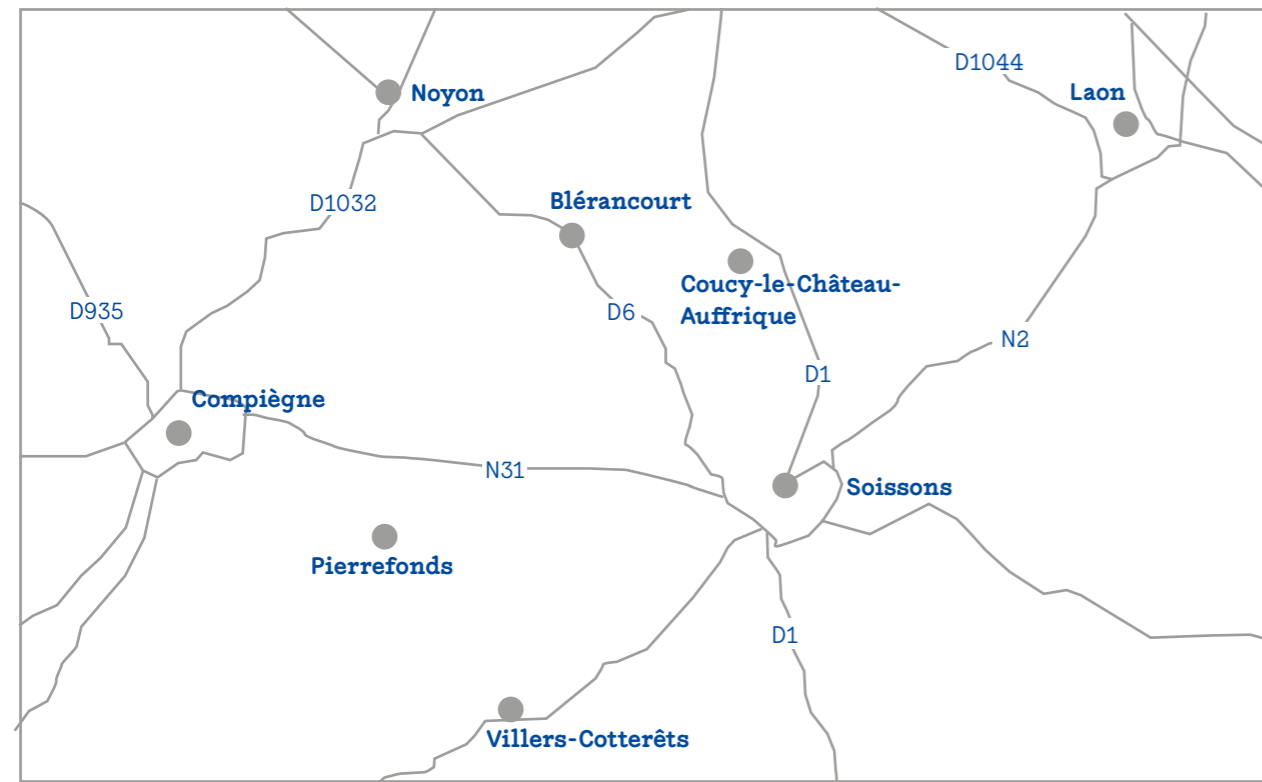 D1044
Noyon
Laon
Blérancourt
D1032
Coucy-le-Château-
Auffrique
D935
D6
N2
D1
Compiègne
N31
Soissons
Pierrefonds
D1
Villers-Cotterêts